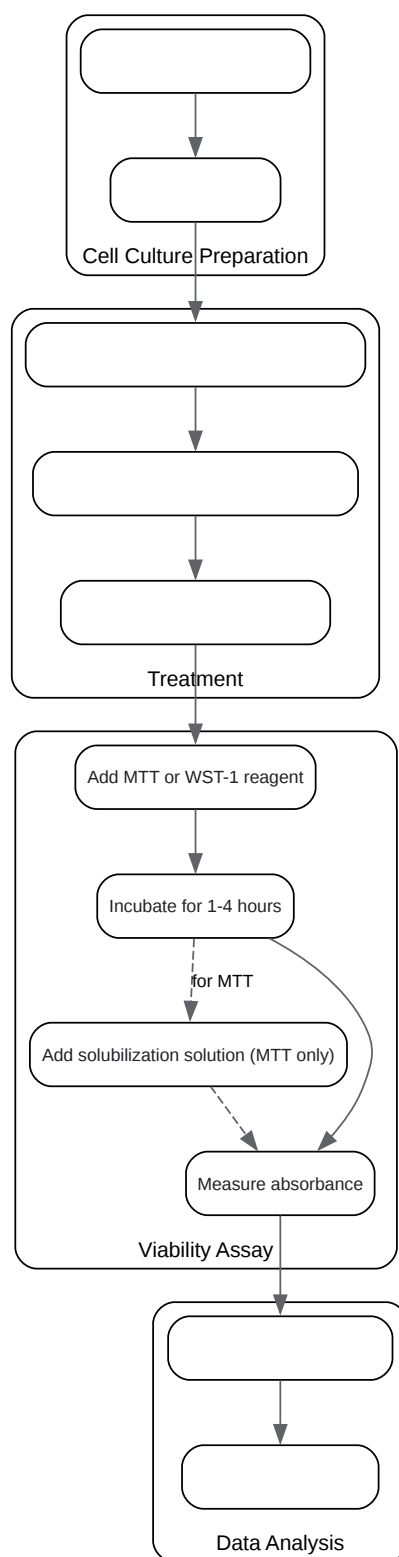 Cell Culture Preparation
Treatment
Add MTT or WST-1 reagent
Incubate for 1-4 hours
for MTT
Add solubilization solution (MTT only)
Measure absorbance
Viability Assay
Data Analysis